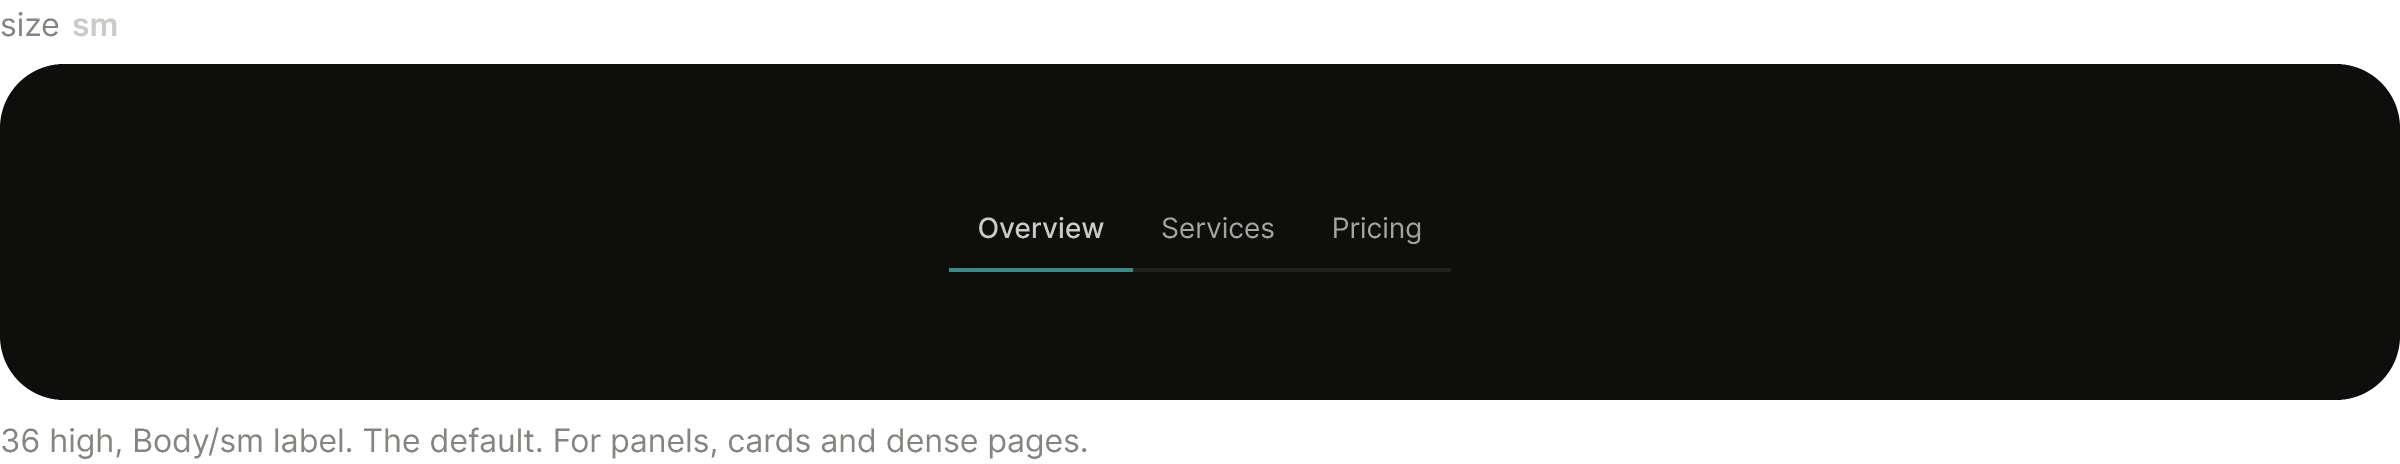 size sm
Overview Services Pricing
36 high, Body/sm label. The default. For panels, cards and dense pages.